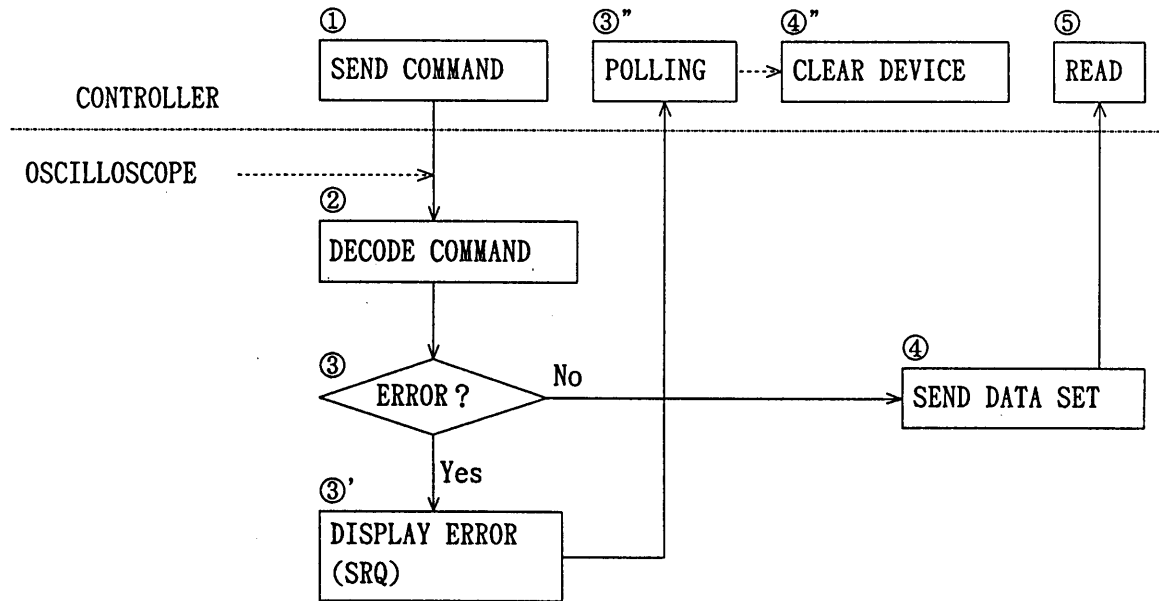 ① ③” ④” ⑤
SEND COMMAND POLLING CLEAR DEVICE READ
CONTROLLER
OSCILLOSCOPE
②
DECODE COMMAND
③ ④
ERROR? No SEND DATA SET
Yes
③’
DISPLAY ERROR
(SRQ)